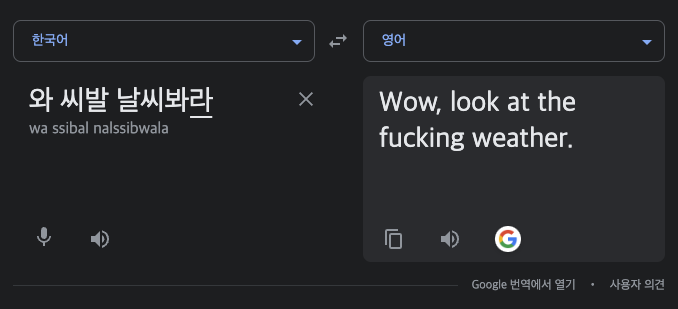 한국어
영어
와 씨발 날씨봐라
wa ssibal nalssibwala
Wow, look at the
fucking weather.
Google 번역에서 열기 • 사용자 의견